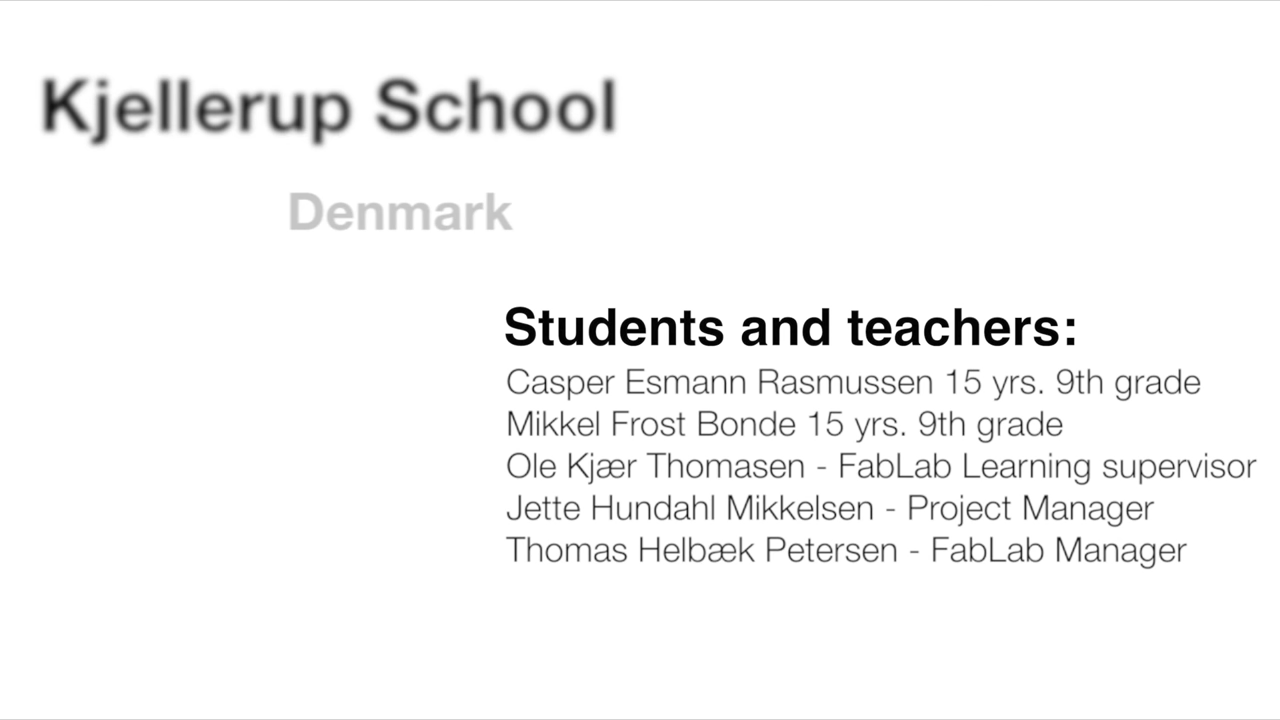 Kjellerup School
Denmark
Students and teachers:
Casper Esmann Rasmussen 15 yrs. 9th grade
Mikkel Frost Bonde 15 yrs. 9th grade
Ole Kjær Thomasen - FabLab Learning supervisor
Jette Hundahl Mikkelsen - Project Manager
Thomas Helbæk Petersen - FabLab Manager